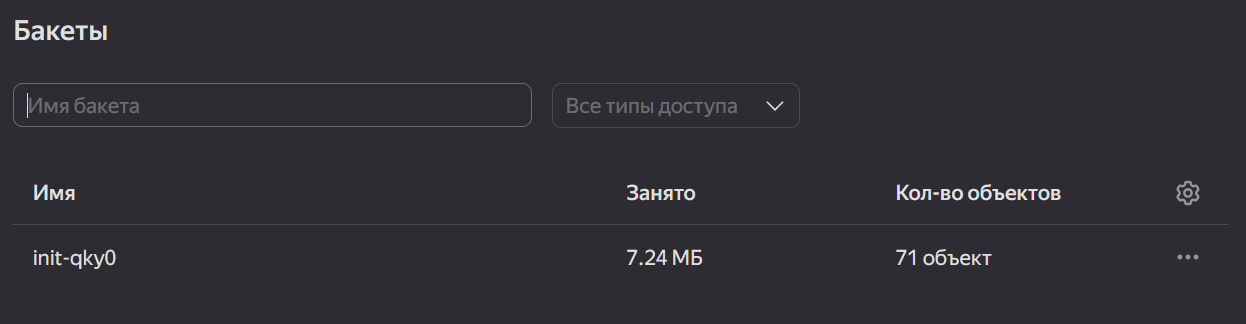 Бакеты
Имя бакета Все типы доступа
Имя Занято Кол-во объектов
init-qky0 7.24 МБ 71 объект